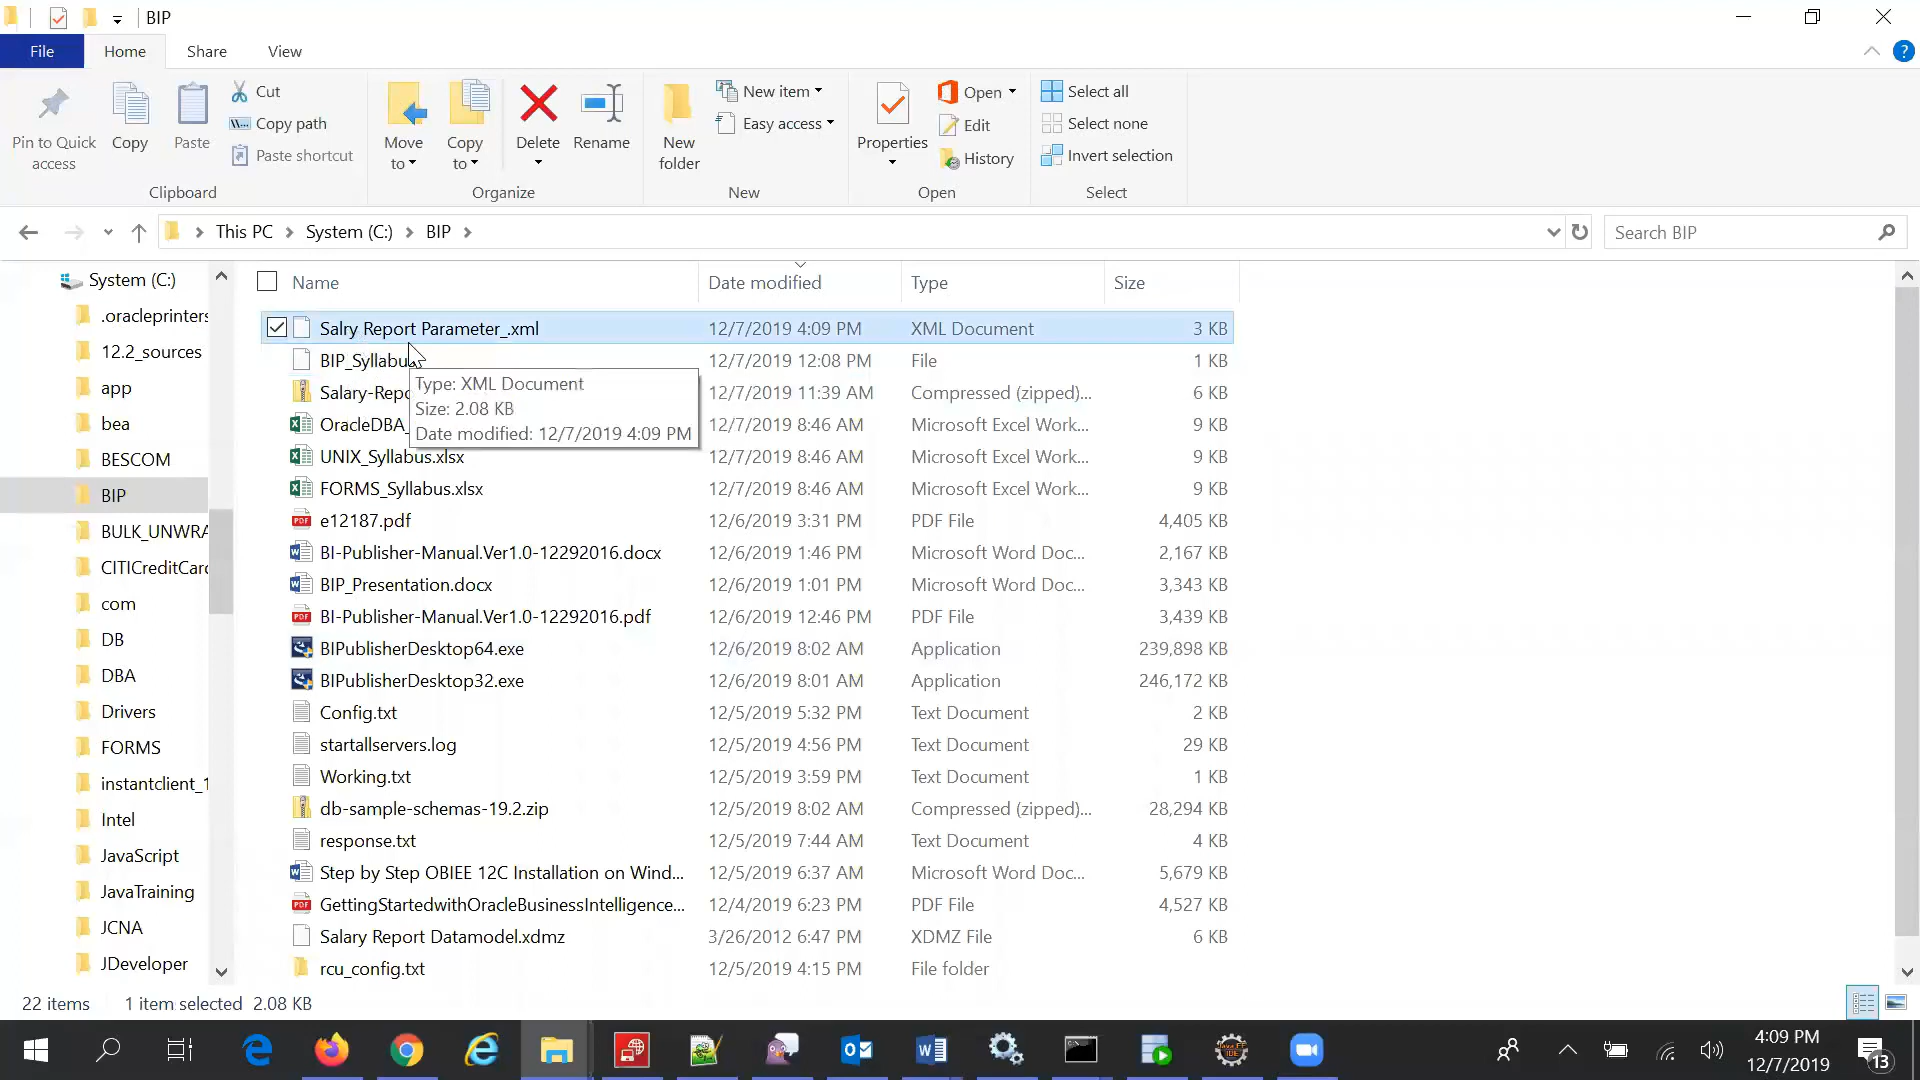 BIP
File
Home
Share
View
Pin to Quick access
Copy
Paste
Cut
Copy path
Paste shortcut
Clipboard
Move to
Copy to
Delete
Rename
Organize
New folder
New item
Easy access
New
Properties
Open
Edit
History
Open
Select all
Select none
Invert selection
Select
This PC > System (C:) > BIP >
Search BIP
System (C:)
.oracleprinters
12.2_sources
app
bea
BESCOM
BIP
BULK_UNWRA
CITICreditCard
com
DB
DBA
Drivers
FORMS
instantclient_1
Intel
JavaScript
JavaTraining
JCNA
JDeveloper
Name Date modified Type Size
Salry Report Parameter_.xml 12/7/2019 4:09 PM XML Document 3 KB
BIP_Syllabus 12/7/2019 12:08 PM File 1 KB
Type: XML Document
Size: 2.08 KB
Date modified: 12/7/2019 4:09 PM
Salary-Repo 12/7/2019 11:39 AM Compressed (zipped)... 6 KB
OracleDBA_ 12/7/2019 8:46 AM Microsoft Excel Work... 9 KB
UNIX_Syllabus.xlsx 12/7/2019 8:46 AM Microsoft Excel Work... 9 KB
FORMS_Syllabus.xlsx 12/7/2019 8:46 AM Microsoft Excel Work... 9 KB
e12187.pdf 12/6/2019 3:31 PM PDF File 4,405 KB
BI-Publisher-Manual.Ver1.0-12292016.docx 12/6/2019 1:46 PM Microsoft Word Doc... 2,167 KB
BIP_Presentation.docx 12/6/2019 1:01 PM Microsoft Word Doc... 3,343 KB
BI-Publisher-Manual.Ver1.0-12292016.pdf 12/6/2019 12:46 PM PDF File 3,439 KB
BIPublisherDesktop64.exe 12/6/2019 8:02 AM Application 239,898 KB
BIPublisherDesktop32.exe 12/6/2019 8:01 AM Application 246,172 KB
Config.txt 12/5/2019 5:32 PM Text Document 2 KB
startallservers.log 12/5/2019 4:56 PM Text Document 29 KB
Working.txt 12/5/2019 3:59 PM Text Document 1 KB
db-sample-schemas-19.2.zip 12/5/2019 8:02 AM Compressed (zipped)... 28,294 KB
response.txt 12/5/2019 7:44 AM Text Document 4 KB
Step by Step OBIEE 12C Installation on Wind... 12/5/2019 6:37 AM Microsoft Word Doc... 5,679 KB
GettingStartedwithOracleBusinessIntelligence... 12/4/2019 6:23 PM PDF File 4,527 KB
Salary Report Datamodel.xdmz 3/26/2012 6:47 PM XDMZ File 6 KB
rcu_config.txt 12/5/2019 4:15 PM File folder
22 items 1 item selected 2.08 KB
4:09 PM
12/7/2019
13